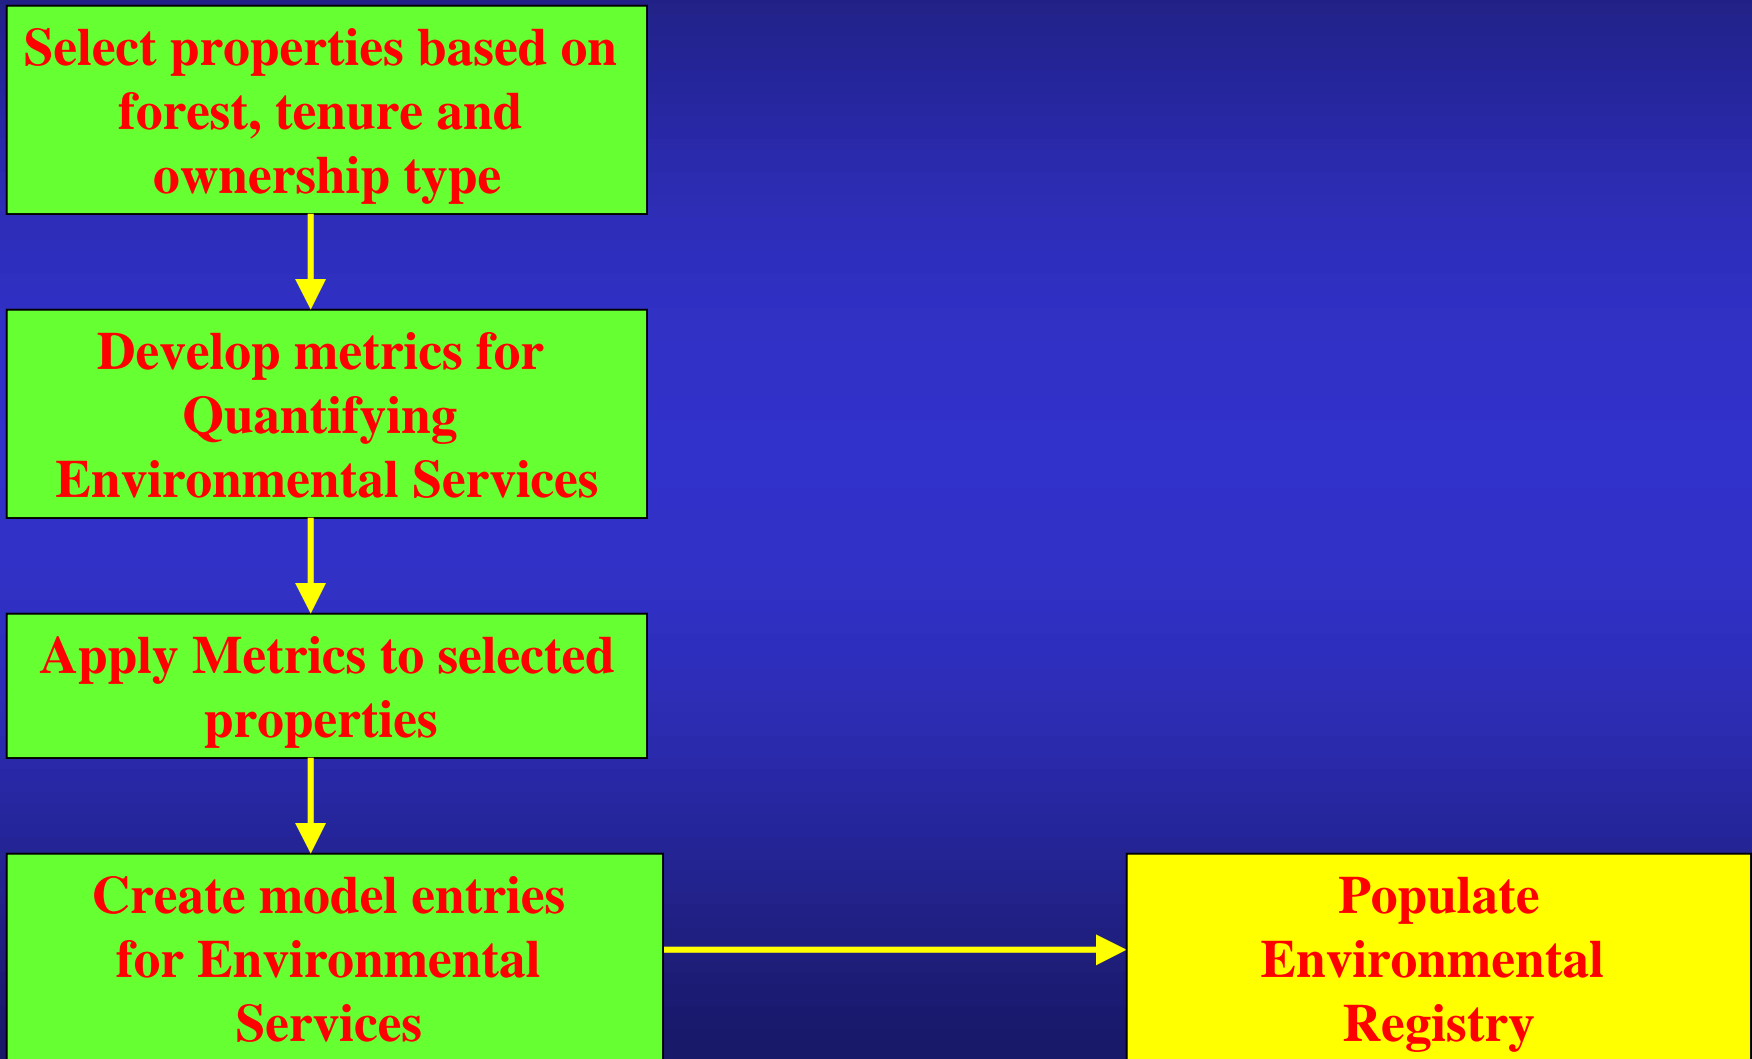 Select properties based on
forest, tenure and
ownership type
Develop metrics for
Quantifying
Environmental Services
Apply Metrics to selected
properties
Create model entries
for Environmental
Services
Populate
Environmental
Registry